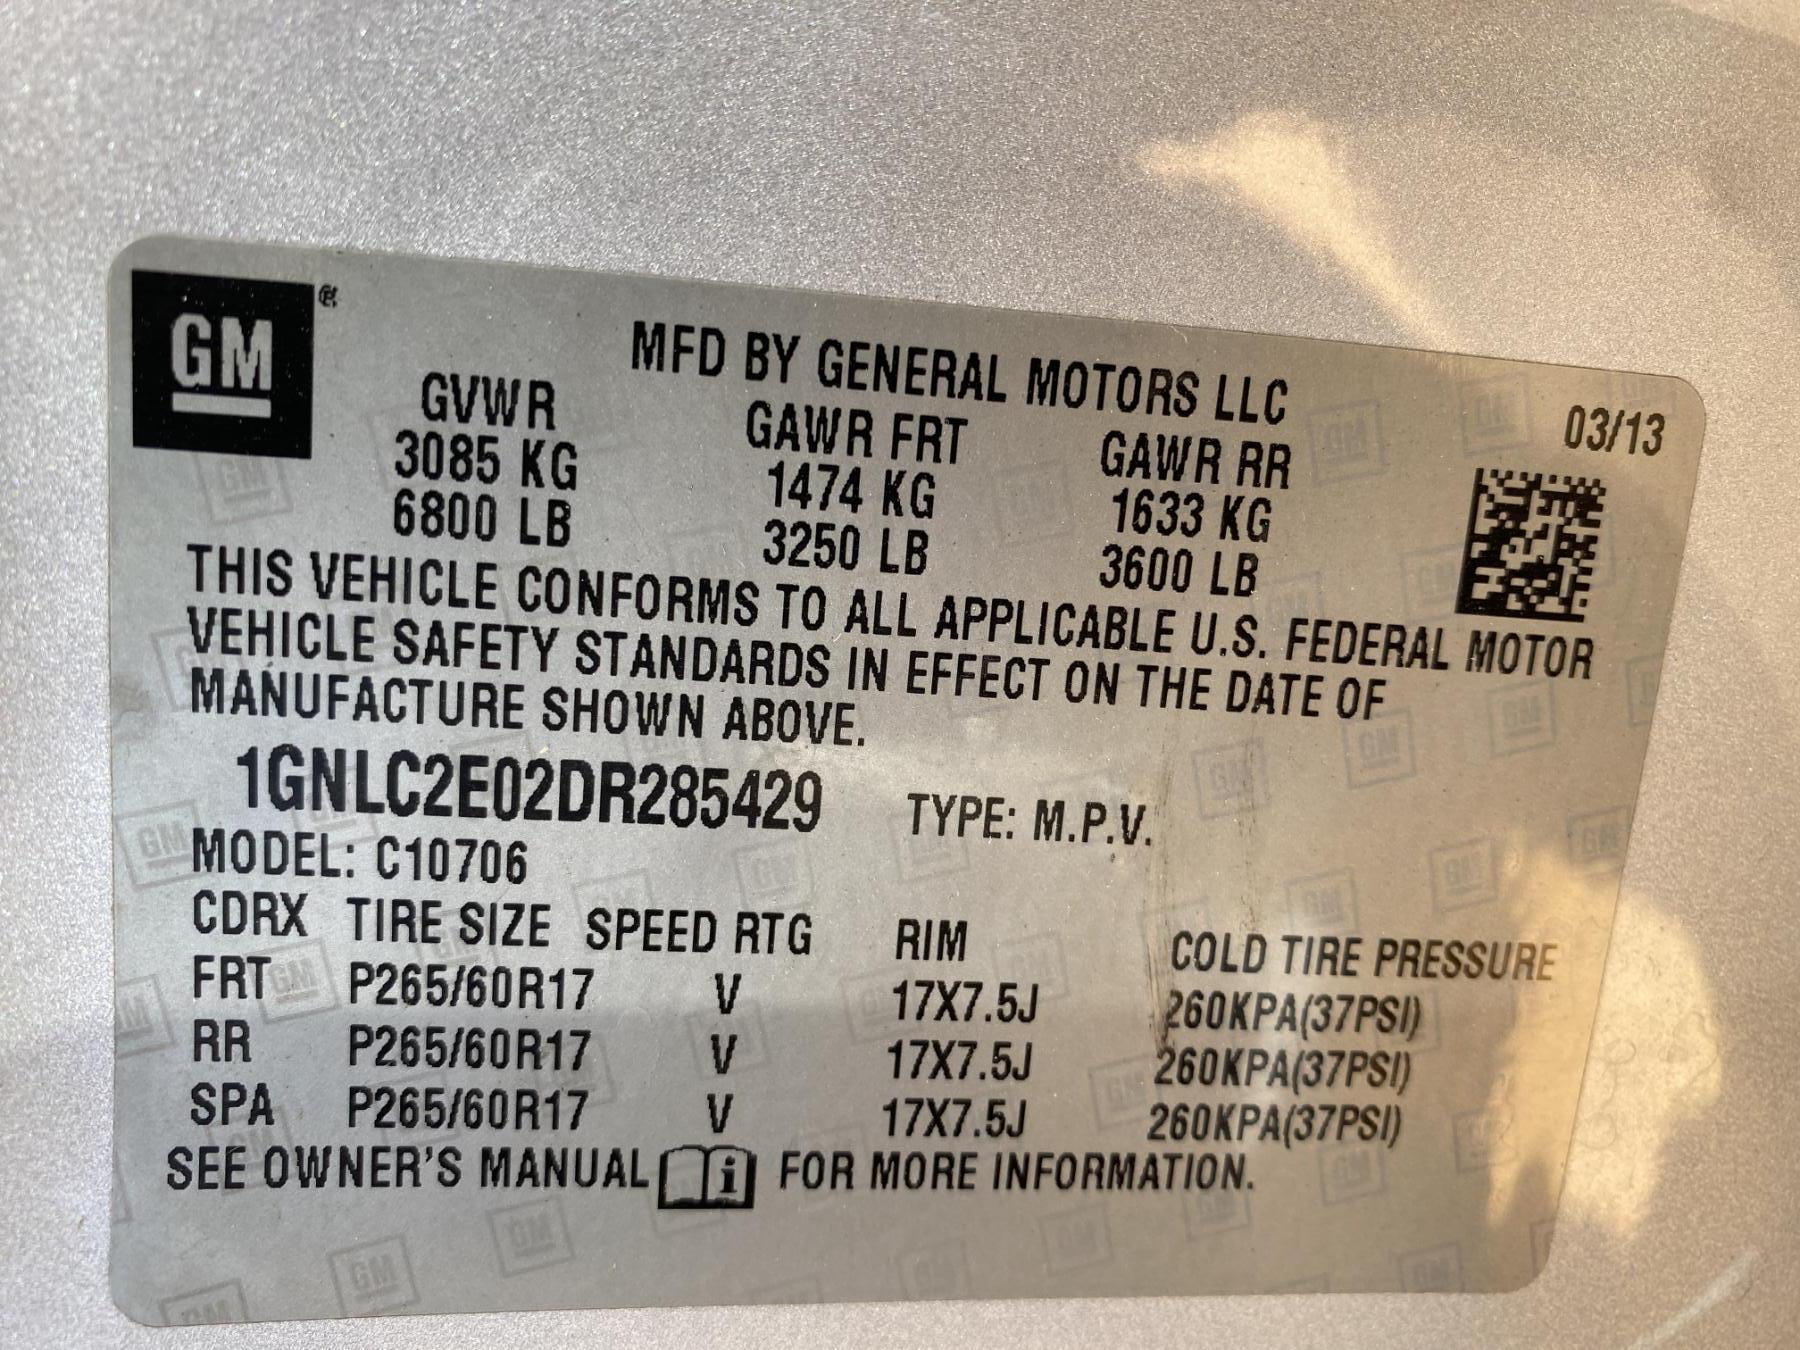 GM®
MFD BY GENERAL MOTORS LLC
03/13
GVWR GAWR FRT GAWR RR
3085 KG 1474 KG 1633 KG
6800 LB 3250 LB 3600 LB
THIS VEHICLE CONFORMS TO ALL APPLICABLE U.S. FEDERAL MOTOR
VEHICLE SAFETY STANDARDS IN EFFECT ON THE DATE OF
MANUFACTURE SHOWN ABOVE.
1GNLC2E02DR285429 TYPE: M.P.V.
MODEL: C10706
CDRX TIRE SIZE SPEED RTG RIM COLD TIRE PRESSURE
FRT P265/60R17 V 17X7.5J 260KPA(37PSI)
RR P265/60R17 V 17X7.5J 260KPA(37PSI)
SPA P265/60R17 V 17X7.5J 260KPA(37PSI)
SEE OWNER'S MANUAL i FOR MORE INFORMATION.